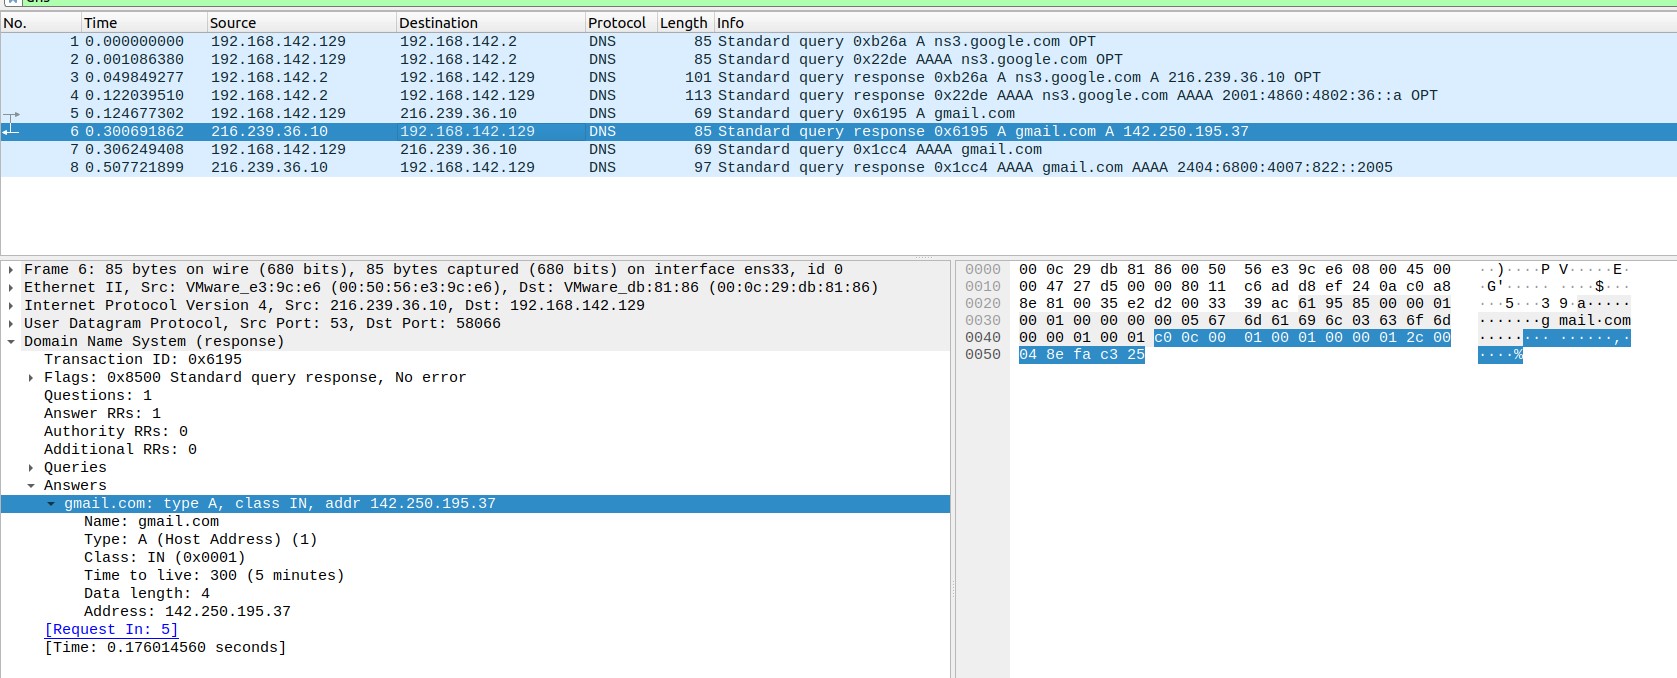 No. Time Source Destination Protocol Length Info
1 0.000000000 192.168.142.129 192.168.142.2 DNS 85 Standard query 0xb26a A ns3.google.com OPT
2 0.001086380 192.168.142.129 192.168.142.2 DNS 85 Standard query 0x22de AAAA ns3.google.com OPT
3 0.049849277 192.168.142.2 192.168.142.129 DNS 101 Standard query response 0xb26a A ns3.google.com A 216.239.36.10 OPT
4 0.122039510 192.168.142.2 192.168.142.129 DNS 113 Standard query response 0x22de AAAA ns3.google.com AAAA 2001:4860:4802:36::a OPT
5 0.124677302 192.168.142.129 216.239.36.10 DNS 69 Standard query 0x6195 A gmail.com
6 0.300691862 216.239.36.10 192.168.142.129 DNS 85 Standard query response 0x6195 A gmail.com A 142.250.195.37
7 0.306249408 192.168.142.129 216.239.36.10 DNS 69 Standard query 0x1cc4 AAAA gmail.com
8 0.507721899 216.239.36.10 192.168.142.129 DNS 97 Standard query response 0x1cc4 AAAA gmail.com AAAA 2404:6800:4007:822::2005
Frame 6: 85 bytes on wire (680 bits), 85 bytes captured (680 bits) on interface ens33, id 0
Ethernet II, Src: VMware_e3:9c:e6 (00:50:56:e3:9c:e6), Dst: VMware_db:81:86 (00:0c:29:db:81:86)
Internet Protocol Version 4, Src: 216.239.36.10, Dst: 192.168.142.129
User Datagram Protocol, Src Port: 53, Dst Port: 58066
Domain Name System (response)
Transaction ID: 0x6195
Flags: 0x8500 Standard query response, No error
Questions: 1
Answer RRs: 1
Authority RRs: 0
Additional RRs: 0
Queries
Answers
gmail.com: type A, class IN, addr 142.250.195.37
Name: gmail.com
Type: A (Host Address) (1)
Class: IN (0x0001)
Time to live: 300 (5 minutes)
Data length: 4
Address: 142.250.195.37
[Request In: 5]
[Time: 0.176014560 seconds]
0000 00 0c 29 db 81 86 00 50 56 e3 9c e6 08 00 45 00 ··)····P V·····E·
0010 00 47 27 d5 00 00 80 11 c6 ad d8 ef 24 0a c0 a8 ·G'····· ····$···
0020 8e 81 00 35 e2 d2 00 33 39 ac 61 95 85 00 00 01 ···5···3 9·a·····
0030 00 01 00 00 00 00 05 67 6d 61 69 6c 03 63 6f 6d ·······g mail·com
0040 00 00 01 00 01 c0 0c 00 01 00 01 00 00 01 2c 00 ········ ······,·
0050 04 8e fa c3 25 ····%